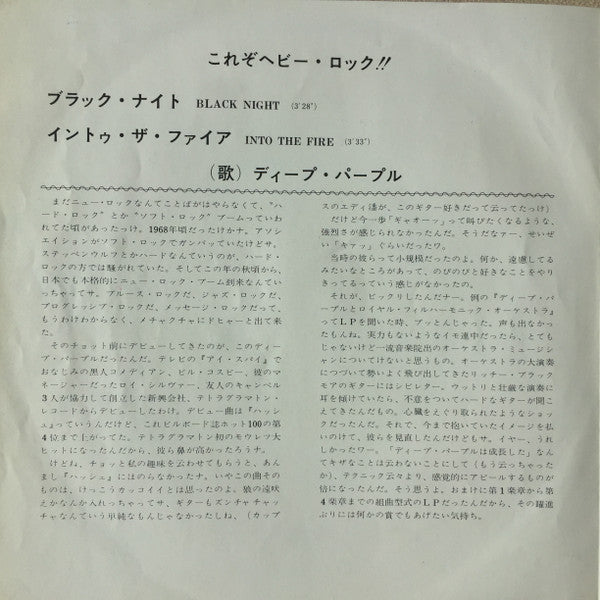 これぞヘビー・ロック!!
ブラック・ナイト BLACK NIGHT (3'28")
イントゥ・ザ・ファイア INTO THE FIRE (3'33")
(歌) ディープ・パープル
まだニュー・ロックなんてことばがはやらなくて、"ハ
ード・ロック"とか"ソフト・ロック"ブームっていわ
れてた頃があったっけ。1968年頃だったけかナ。アソシ
エイションがソフト・ロックでガンバッていたけどサ。
ステッペンウルフとかハードなんていうのが、ハード・
ロックの方では騒がれていた。そしてこの年の秋頃から、
日本でも本格的にニュー・ロック・ブーム到来なんてい
っちゃってサ。ブルース・ロックだ、ジャズ・ロックだ、
プログレッシブ・ロックだ、メッセージ・ロックだって、
もうわけわからなく、メチャクチャにドヒャーと出て来
た。
そのチョット前にデビューしてきたのが、このディー
プ・パープルだったんだ。テレビの『アイ・スパイ』で
おなじみの黒人コメディアン、ビル・コスビー、彼のマ
ネージャーだったロイ・シルヴァー、友人のキャンベル
3人が協力して創立した新興会社、テトラグラマトン・
レコードからデビューしたわけ。デビュー曲は『ハッシ
ュ』っていうんだけど、これビルボード誌ホット100の第
4位まで上がってた。テトラグラマトン初のモウレツ大
ヒットになったんだから、彼ら鼻が高かったろうナ。
けどね、チョッと私の趣味を云わせてもらうと、あん
まし『ハッシュ』にはのらなかったナ。いやこの曲その
ものは、けっこうカッコイイとは思ったのよ。狼の遠吠
えかなんか入れっちゃってサ、ギターもズンチャチャッ
チャなんていう単純なもんじゃなかったしね、(カップ
スのエディ藩が、このギター好きだって云ってたっけ)
だけど今一歩「ギャオーッ」って叫びたくなるような、
強烈さが感じられなかったんだ。そうだなァー、せいぜ
い「キァッ」ぐらいだったワ。
当時の彼らって小規模だったのよ。何か、遠慮してる
みたいなところがあって、のびのびと好きなことをやり
きってるっていう感じがなかったの。
それが、ビックリしたんだナー。例の『ディープ・パ
ープルとロイヤル・フィルハーモニック・オーケストラ』
ってLPを聞いた時、ブッとんじゃった。声も出なかっ
たもんね。実力もないようなイモ連中だったら、とても
じゃないけど一流音楽院出のオーケストラ・ミュージシ
ャンについてけないと思うもの。オーケストラの大演奏
につづいて勢いよく飛び出してきたリッチー・ブラック
モアのギターにはシビレター。ウットリと壮厳な演奏に
耳を傾けていたら、不意をついてハードなギターが聞こ
えてきたんだもの。心臓をえぐり取られたようなショッ
クだったんだ。それで、今まで抱いていたイメージを払
いのけて、彼らを見直したんだけどもサ。イヤー、うれ
しかったワー。「ディープ・パープルは成長した」なん
てキザなことは云わないことにして(もう云っちゃった
か)、テクニック云々より、感覚的にアピールするものが
倍になったんだ。そう思うよ。おまけに第1楽章から第
4楽章までの組曲型式のLPだったんだから、その躍進
ぶりには何かの賞でもあげたい気持ち。